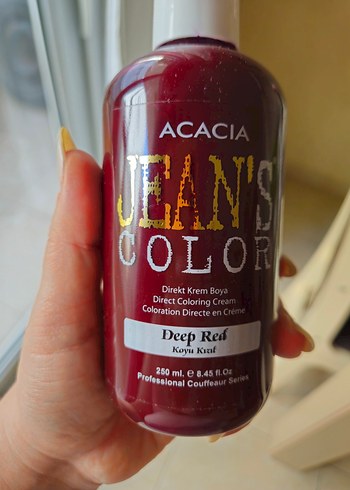 ACACIA
JEAN'S
COLOR
Direkt Krem Boya
Direct Coloring Cream
Coloration Directe en Crème
Deep Red
Koyu Kızıl
250 ml. ℮ 8.45 fl.Oz
Professional Couffeaur Series